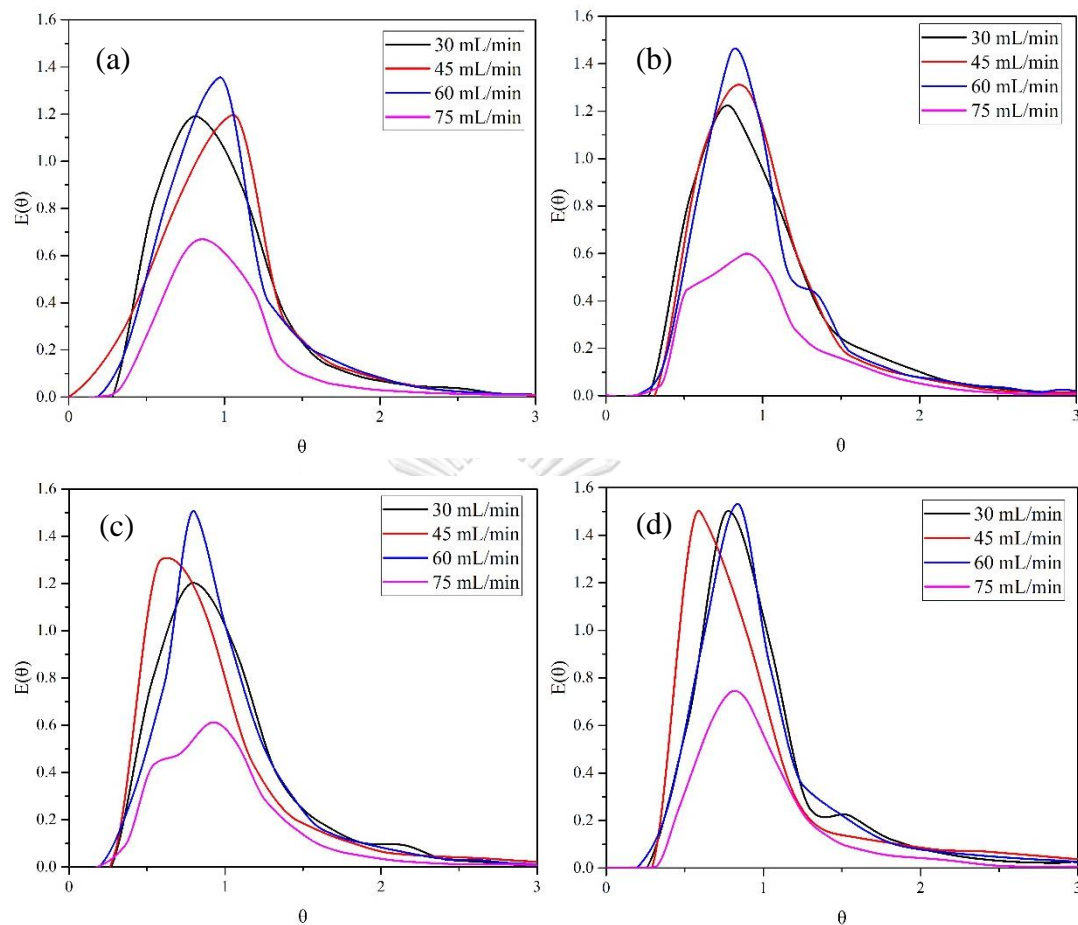 (a)
30 mL/min
45 mL/min
60 mL/min
75 mL/min
1.6
1.4
1.2
1.0
0.8
0.6
0.4
0.2
0.0
E(θ)
0
1
2
3
θ
(b)
30 mL/min
45 mL/min
60 mL/min
75 mL/min
1.6
1.4
1.2
1.0
0.8
0.6
0.4
0.2
0.0
E(θ)
0
1
2
3
θ
(c)
30 mL/min
45 mL/min
60 mL/min
75 mL/min
1.6
1.4
1.2
1.0
0.8
0.6
0.4
0.2
0.0
E(θ)
0
1
2
3
θ
(d)
30 mL/min
45 mL/min
60 mL/min
75 mL/min
1.6
1.4
1.2
1.0
0.8
0.6
0.4
0.2
0.0
E(θ)
0
1
2
3
θ